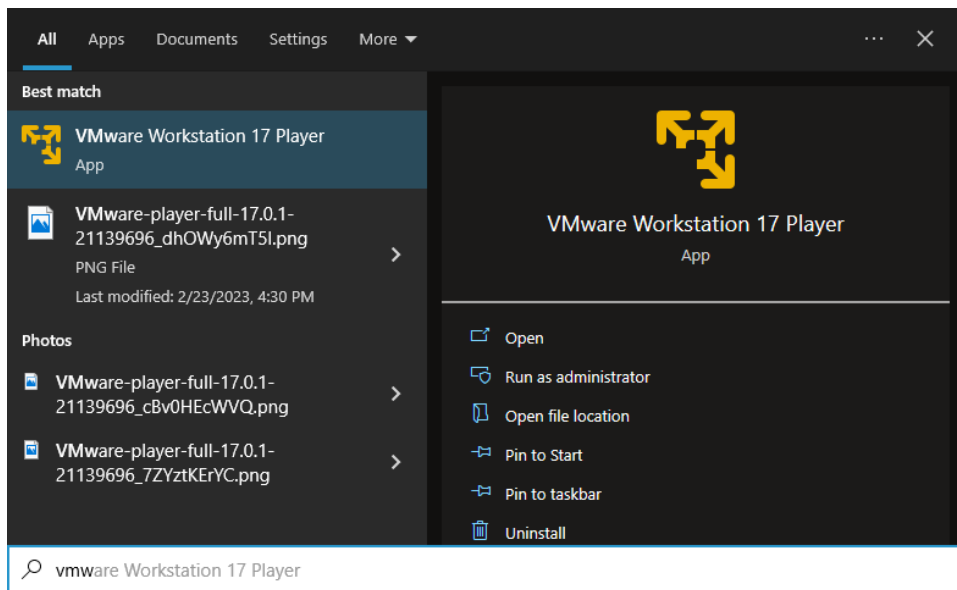 All Apps Documents Settings More
Best match
VMware Workstation 17 Player
App
VMware-player-full-17.0.1-
21139696_dhOWy6mT5I.png
PNG File
Last modified: 2/23/2023, 4:30 PM
Photos
VMware-player-full-17.0.1-
21139696_cBv0HEcWVQ.png
VMware-player-full-17.0.1-
21139696_7ZYztKErYC.png
VMware Workstation 17 Player
App
Open
Run as administrator
Open file location
Pin to Start
Pin to taskbar
Uninstall
vmware Workstation 17 Player